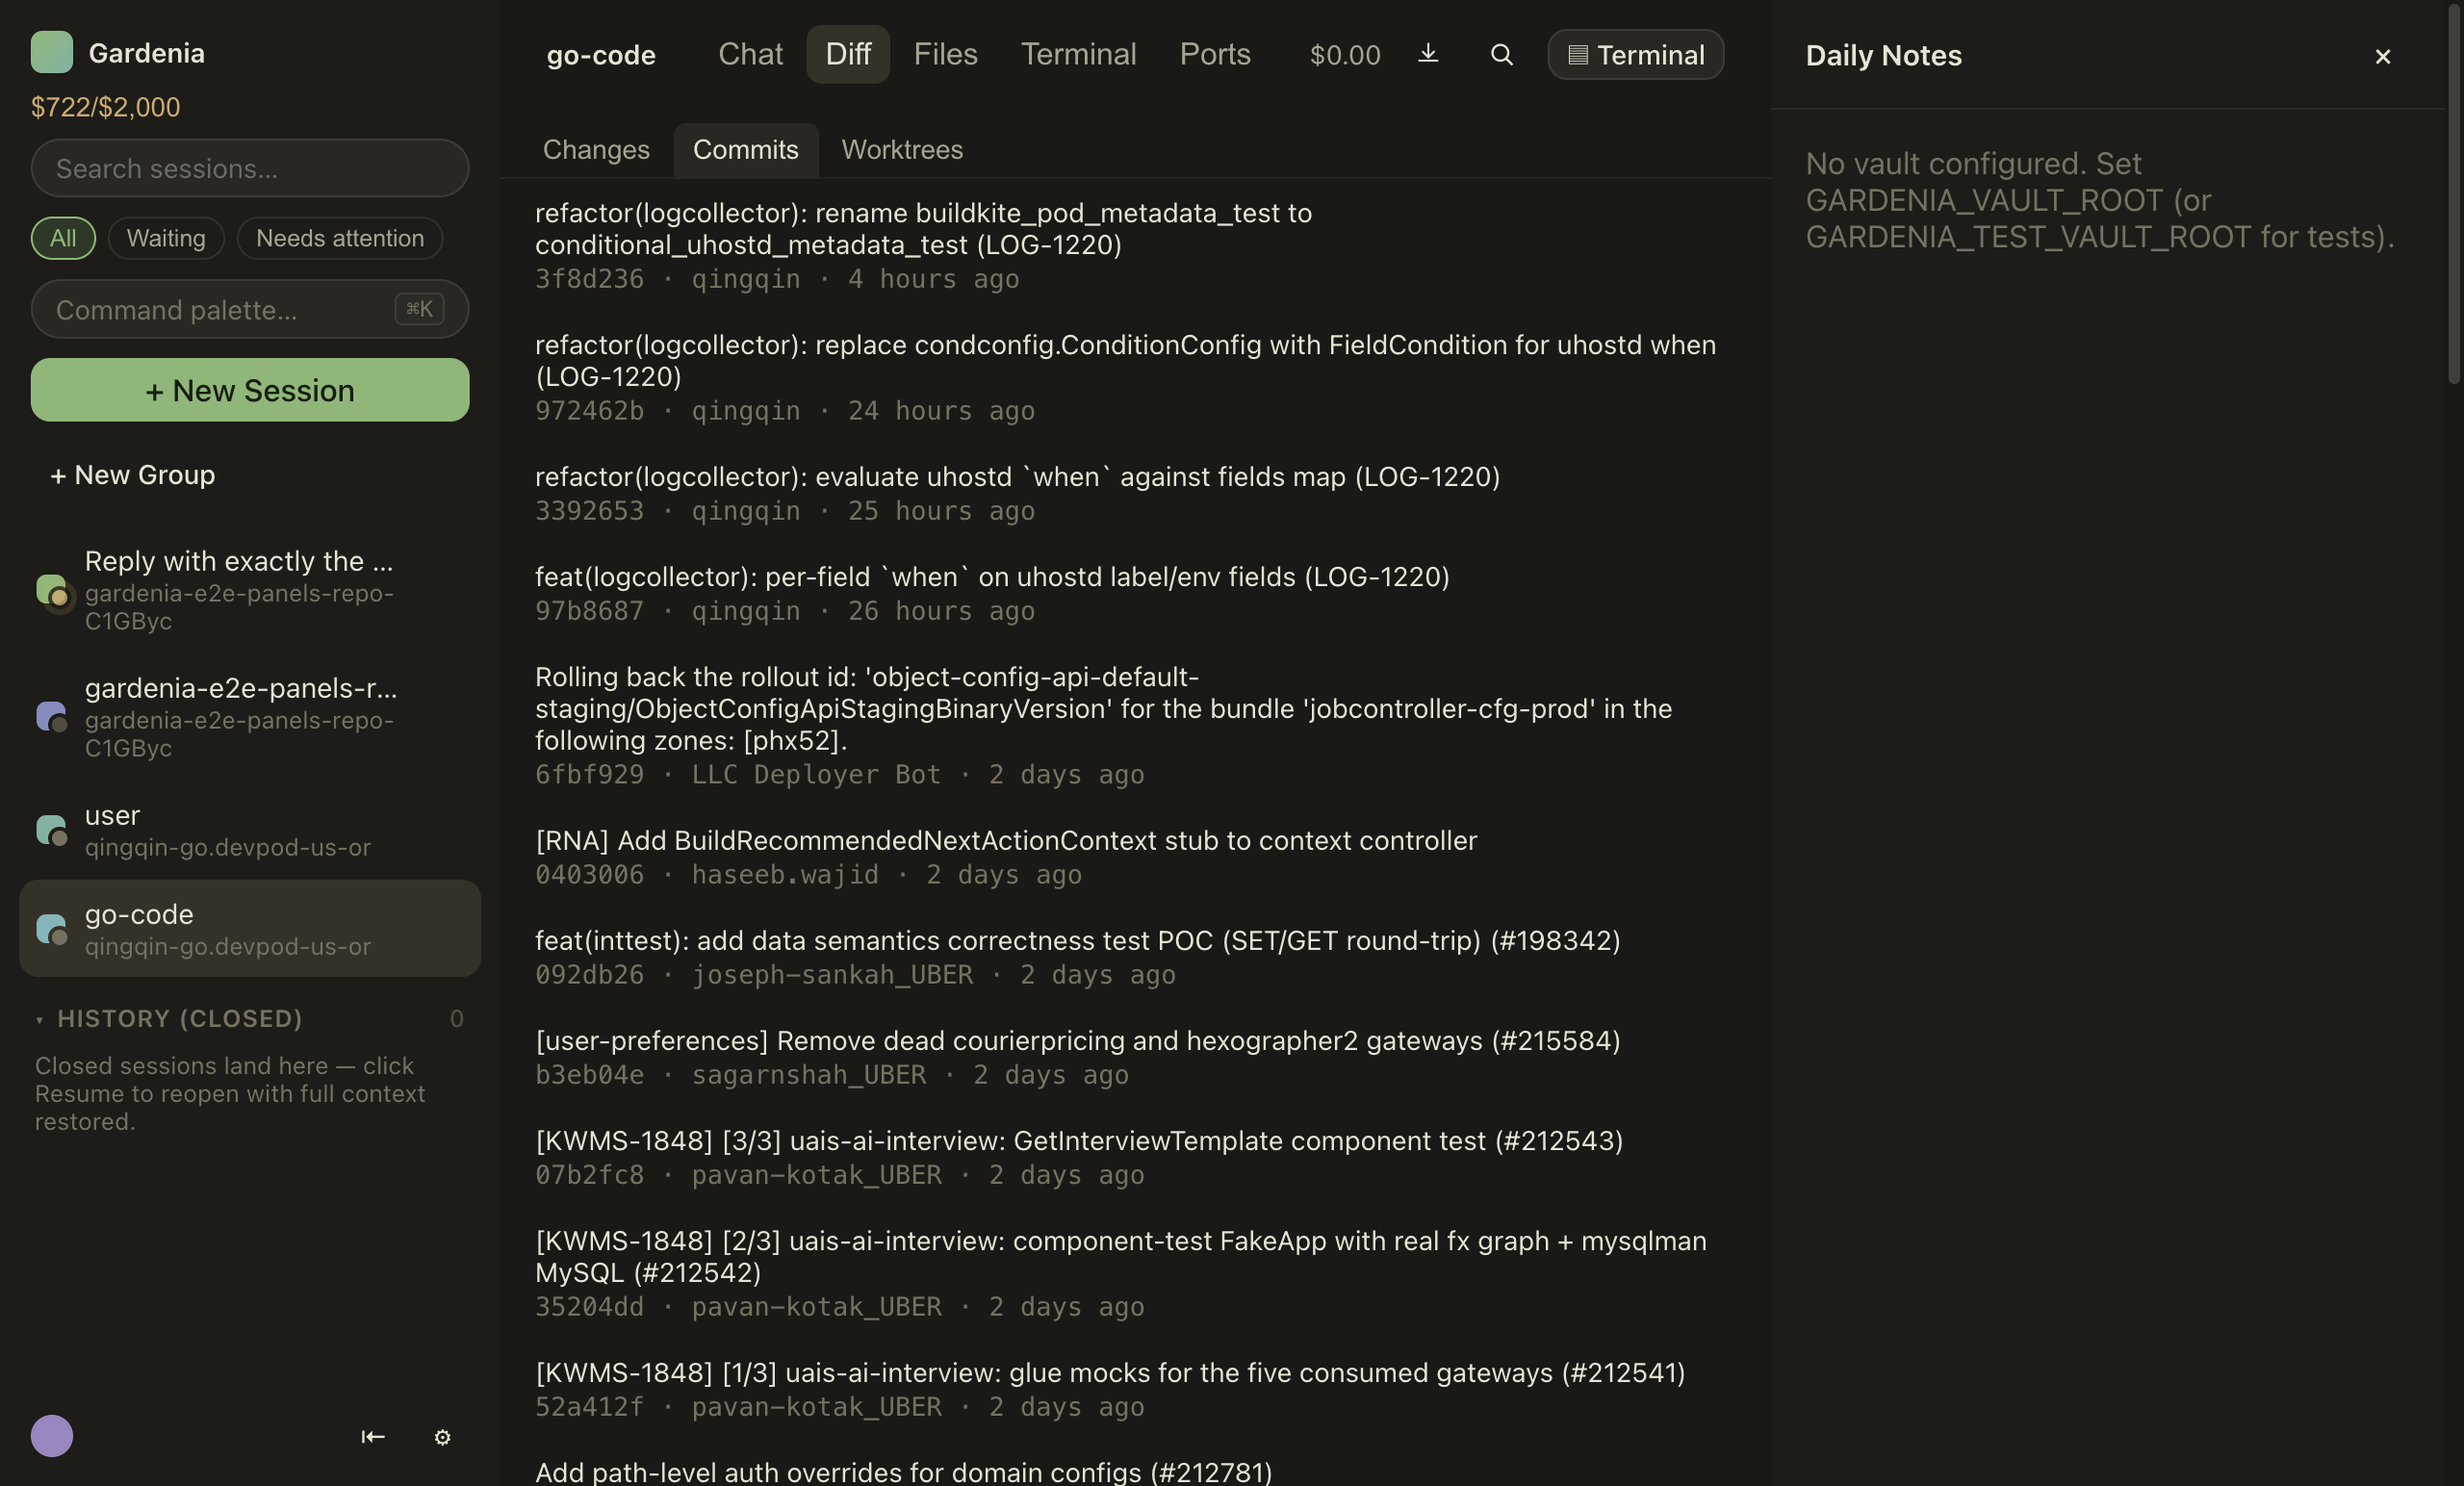 Gardenia
$722/$2,000
Search sessions...
All
Waiting
Needs attention
Command palette...
⌘K
+ New Session
+ New Group
Reply with exactly the ...
gardenia-e2e-panels-repo-
C1GByc
gardenia-e2e-panels-r...
gardenia-e2e-panels-repo-
C1GByc
user
qingqin-go.devpod-us-or
go-code
qingqin-go.devpod-us-or
HISTORY (CLOSED)
0
Closed sessions land here — click
Resume to reopen with full context
restored.
go-code
Chat
Diff
Files
Terminal
Ports
$0.00
Terminal
Changes
Commits
Worktrees
refactor(logcollector): rename buildkite_pod_metadata_test to
conditional_uhostd_metadata_test (LOG-1220)
3f8d236 · qingqin · 4 hours ago
refactor(logcollector): replace condconfig.ConditionConfig with FieldCondition for uhostd when
(LOG-1220)
972462b · qingqin · 24 hours ago
refactor(logcollector): evaluate uhostd `when` against fields map (LOG-1220)
3392653 · qingqin · 25 hours ago
feat(logcollector): per-field `when` on uhostd label/env fields (LOG-1220)
97b8687 · qingqin · 26 hours ago
Rolling back the rollout id: 'object-config-api-default-
staging/ObjectConfigApiStagingBinaryVersion' for the bundle 'jobcontroller-cfg-prod' in the
following zones: [phx52].
6fbf929 · LLC Deployer Bot · 2 days ago
[RNA] Add BuildRecommendedNextActionContext stub to context controller
0403006 · haseeb.wajid · 2 days ago
feat(inttest): add data semantics correctness test POC (SET/GET round-trip) (#198342)
092db26 · joseph-sankah_UBER · 2 days ago
[user-preferences] Remove dead courierpricing and hexographer2 gateways (#215584)
b3eb04e · sagarnshah_UBER · 2 days ago
[KWMS-1848] [3/3] uais-ai-interview: GetInterviewTemplate component test (#212543)
07b2fc8 · pavan-kotak_UBER · 2 days ago
[KWMS-1848] [2/3] uais-ai-interview: component-test FakeApp with real fx graph + mysqlman
MySQL (#212542)
35204dd · pavan-kotak_UBER · 2 days ago
[KWMS-1848] [1/3] uais-ai-interview: glue mocks for the five consumed gateways (#212541)
52a412f · pavan-kotak_UBER · 2 days ago
Add path-level auth overrides for domain configs (#212781)
Daily Notes
No vault configured. Set
GARDENIA_VAULT_ROOT (or
GARDENIA_TEST_VAULT_ROOT for tests).